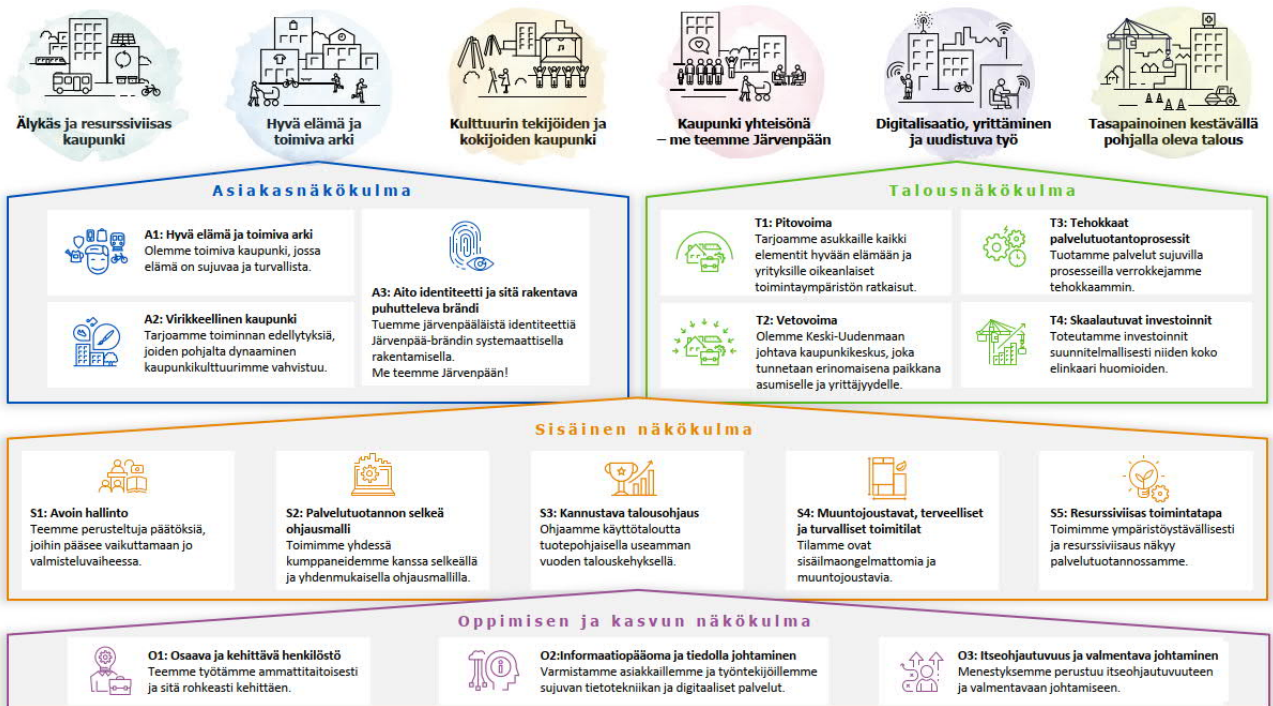 Älykäs ja resurssiviisas
kaupunki
Hyvä elämä ja
toimiva arki
Kulttuurin tekijöiden ja
kokijoiden kaupunki
Kaupunki yhteisönä
– me teemme Järvenpään
Digitalisaatio, yrittäminen
ja uudistuva työ
Tasapainoinen kestävällä
pohjalla oleva talous
Asiakasnäkökulma
A1: Hyvä elämä ja toimiva arki
Olemme toimiva kaupunki, jossa
elämä on sujuvaa ja turvallista.
A2: Virikkeellinen kaupunki
Tarjoamme toiminnan edellytyksiä,
joiden pohjalta dynaaminen
kaupunkikulttuurimme vahvistuu.
A3: Aito identiteetti ja sitä rakentava
puhutteleva brändi
Tuemme järvenpääläistä identiteettiä
Järvenpää-brändin systemaattisella
rakentamisella.
Me teemme Järvenpään!
Talousnäkökulma
T1: Pitovoima
Tarjoamme asukkaille kaikki
elementit hyvään elämään ja
yrityksille oikeanlaiset
toimintaympäristön ratkaisut.
T2: Vetovoima
Olemme Keski-Uudenmaan
johtava kaupunkikeskus, joka
tunnetaan erinomaisena paikkana
asumiselle ja yrittäjyydelle.
T3: Tehokkaat
palvelutuotantoprosessit
Tuotamme palvelut sujuvilla
prosesseilla verrokkejamme
tehokkaammin.
T4: Skaalautuvat investoinnit
Toteutamme investoinnit
suunnitelmallisesti niiden koko
elinkaari huomioiden.
Sisäinen näkökulma
S1: Avoin hallinto
Teemme perusteltuja päätöksiä,
joihin pääsee vaikuttamaan jo
valmisteluvaiheessa.
S2: Palvelutuotannon selkeä
ohjausmalli
Toimimme yhdessä
kumppaneidemme kanssa selkeällä
ja yhdenmukaisella ohjausmallilla.
S3: Kannustava talousohjaus
Ohjaamme käyttötaloutta
tuotepohjaisella useamman
vuoden talouskehyksellä.
S4: Muuntojoustavat, terveelliset
ja turvalliset toimitilat
Tilamme ovat
sisäilmaongelmattomia ja
muuntojoustavia.
S5: Resurssiviisas toimintatapa
Toimimme ympäristöystävällisesti
ja resurssiviisaus näkyy
palvelutuotannossamme.
Oppimisen ja kasvun näkökulma
O1: Osaava ja kehittävä henkilöstö
Teemme työtämme ammattitaitoisesti
ja sitä rohkeasti kehittäen.
O2:Informaatiopääoma ja tiedolla johtaminen
Varmistamme asiakkaillemme ja työntekijöillemme
sujuvan tietotekniikan ja digitaaliset palvelut.
O3: Itseohjautuvuus ja valmentava johtaminen
Menestyksemme perustuu itseohjautuvuuteen
ja valmentavaan johtamiseen.